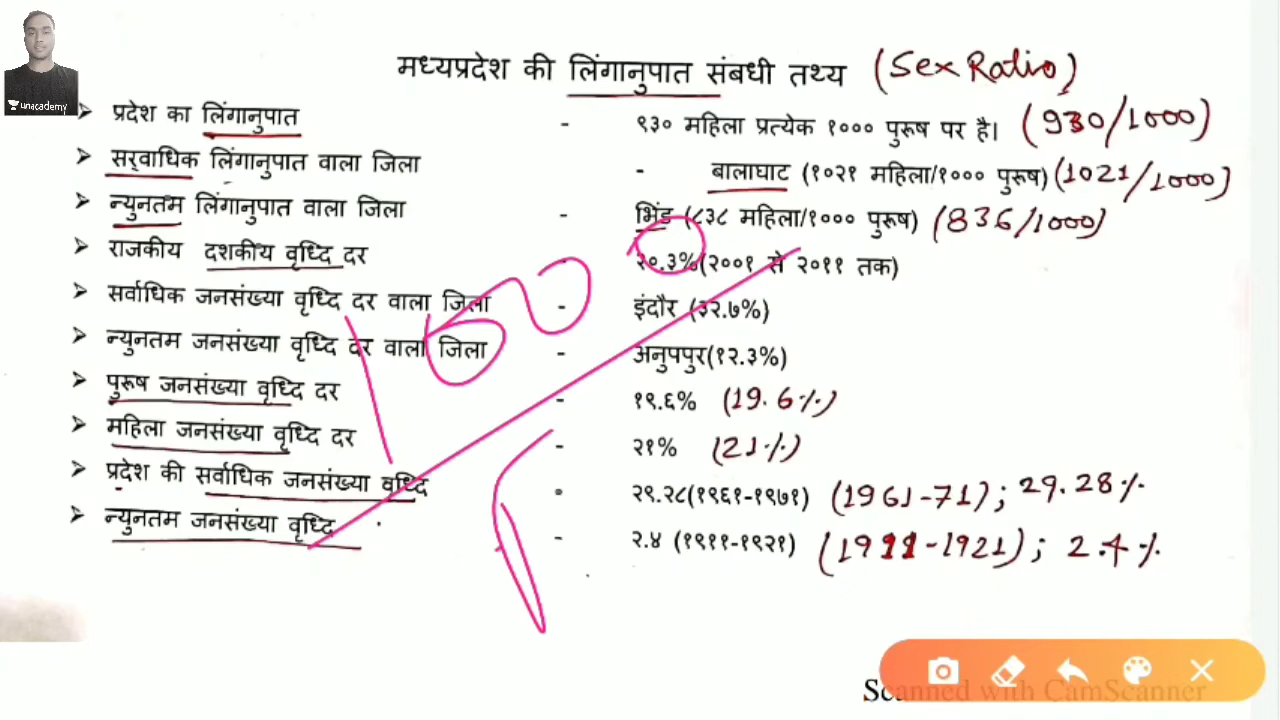 unacademy
मध्यप्रदेश की लिंगानुपात संबधी तथ्य (Sex Ratio)
➤ प्रदेश का लिंगानुपात - ९३० महिला प्रत्येक १००० पुरूष पर है। (930/1000)
➤ सर्वाधिक लिंगानुपात वाला जिला - बालाघाट (१०२१ महिला/१००० पुरूष) (1021/1000)
➤ न्युनतम लिंगानुपात वाला जिला - भिंड (८३८ महिला/१००० पुरूष) (836/1000)
➤ राजकीय दशकीय वृध्दि दर - २०.३% (२००१ से २०११ तक)
➤ सर्वाधिक जनसंख्या वृध्दि दर वाला जिला - इंदौर (३२.७%)
➤ न्युनतम जनसंख्या वृध्दि दर वाला जिला - अनुपपुर(१२.३%)
➤ पुरूष जनसंख्या वृध्दि दर - १९.६% (19.6%)
➤ महिला जनसंख्या वृध्दि दर - २१% (21%)
➤ प्रदेश की सर्वाधिक जनसंख्या वृध्दि - २९.२८(१९६१-१९७१) (1961-71); 29.28%
➤ न्युनतम जनसंख्या वृध्दि - २.४ (१९११-१९२१) (1911-1921); 2.4%
Scanned with CamScanner